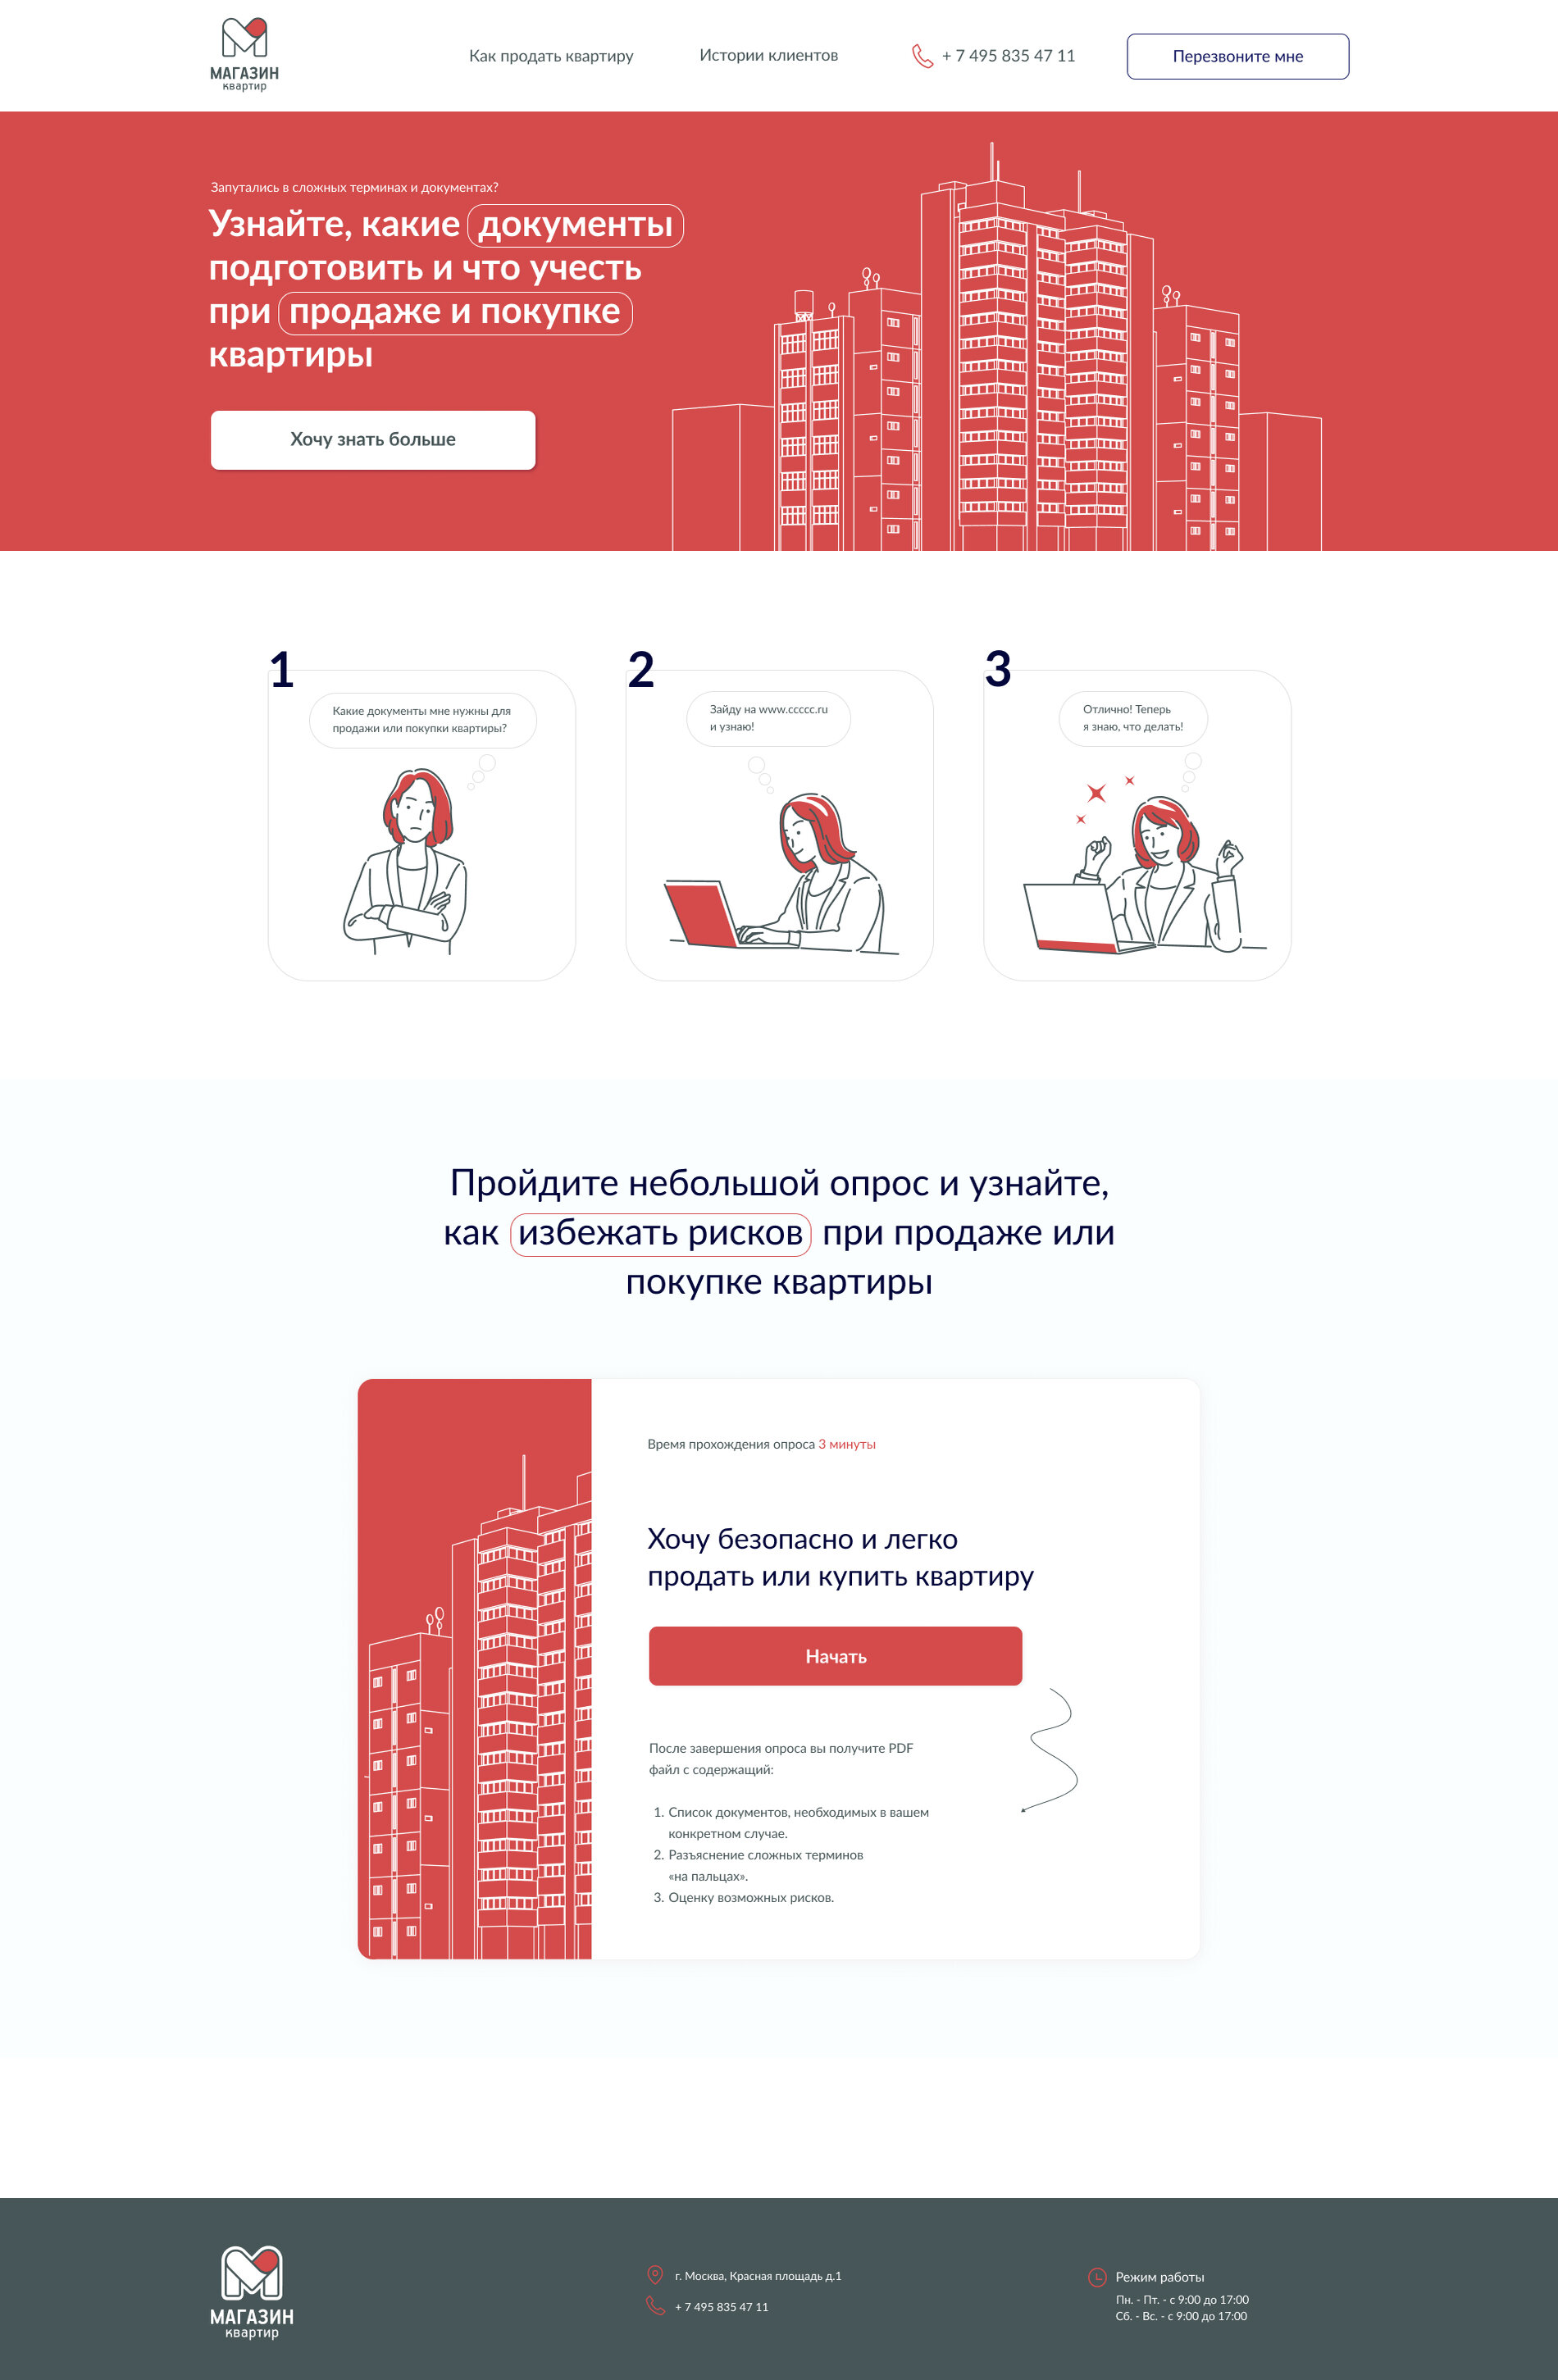 МАГАЗИН
квартир
Как продать квартиру
Истории клиентов
+ 7 495 835 47 11
Перезвоните мне
Запутались в сложных терминах и документах?
Узнайте, какие документы
подготовить и что учесть
при продаже и покупке
квартиры
Хочу знать больше
1
Какие документы мне нужны для
продажи или покупки квартиры?
2
Зайду на www.ccccc.ru
и узнаю!
3
Отлично! Теперь
я знаю, что делать!
Пройдите небольшой опрос и узнайте,
как избежать рисков при продаже или
покупке квартиры
Время прохождения опроса 3 минуты
Хочу безопасно и легко
продать или купить квартиру
Начать
После завершения опроса вы получите PDF
файл с содержащий:
1. Список документов, необходимых в вашем
конкретном случае.
2. Разъяснение сложных терминов
«на пальцах».
3. Оценку возможных рисков.
МАГАЗИН
квартир
г. Москва, Красная площадь д.1
+ 7 495 835 47 11
Режим работы
Пн. - Пт. - с 9:00 до 17:00
Сб. - Вс. - с 9:00 до 17:00